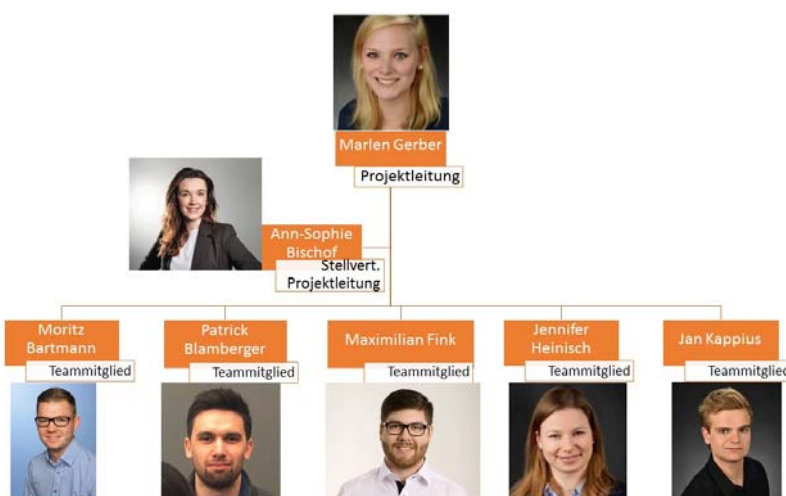 Marlen Gerber
Projektleitung
Ann-Sophie
Bischof
Stellvert.
Projektleitung
Moritz
Bartmann
Teammitglied
Patrick
Blamberger
Teammitglied
Maximilian Fink
Teammitglied
Jennifer
Heinisch
Teammitglied
Jan Kappius
Teammitglied